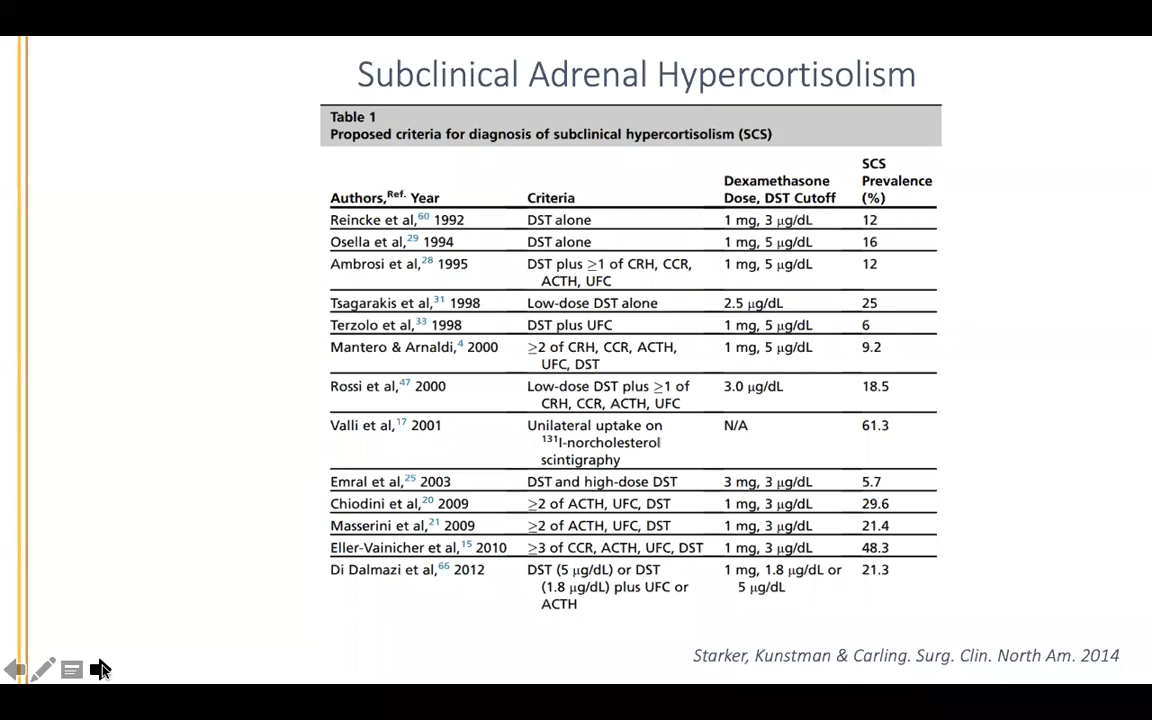 Subclinical Adrenal Hypercortisolism
Table 1
Proposed criteria for diagnosis of subclinical hypercortisolism (SCS)
Authors,Ref. Year Criteria Dexamethasone Dose, DST Cutoff SCS Prevalence (%)
Reincke et al,60 1992 DST alone 1 mg, 3 μg/dL 12
Osella et al,29 1994 DST alone 1 mg, 5 μg/dL 16
Ambrosi et al,28 1995 DST plus ≥1 of CRH, CCR, 1 mg, 5 μg/dL 12
ACTH, UFC
Tsagarakis et al,31 1998 Low-dose DST alone 2.5 μg/dL 25
Terzolo et al,33 1998 DST plus UFC 1 mg, 5 μg/dL 6
Mantero & Arnaldi,4 2000 ≥2 of CRH, CCR, ACTH, 1 mg, 5 μg/dL 9.2
UFC, DST
Rossi et al,47 2000 Low-dose DST plus ≥1 of 3.0 μg/dL 18.5
CRH, CCR, ACTH, UFC
Valli et al,17 2001 Unilateral uptake on N/A 61.3
131I-norcholesterol
scintigraphy
Emral et al,25 2003 DST and high-dose DST 3 mg, 3 μg/dL 5.7
Chiodini et al,20 2009 ≥2 of ACTH, UFC, DST 1 mg, 3 μg/dL 29.6
Masserini et al,21 2009 ≥2 of ACTH, UFC, DST 1 mg, 3 μg/dL 21.4
Eller-Vainicher et al,15 2010 ≥3 of CCR, ACTH, UFC, DST 1 mg, 3 μg/dL 48.3
Di Dalmazi et al,66 2012 DST (5 μg/dL) or DST 1 mg, 1.8 μg/dL or 21.3
(1.8 μg/dL) plus UFC or 5 μg/dL
ACTH
Starker, Kunstman & Carling. Surg. Clin. North Am. 2014